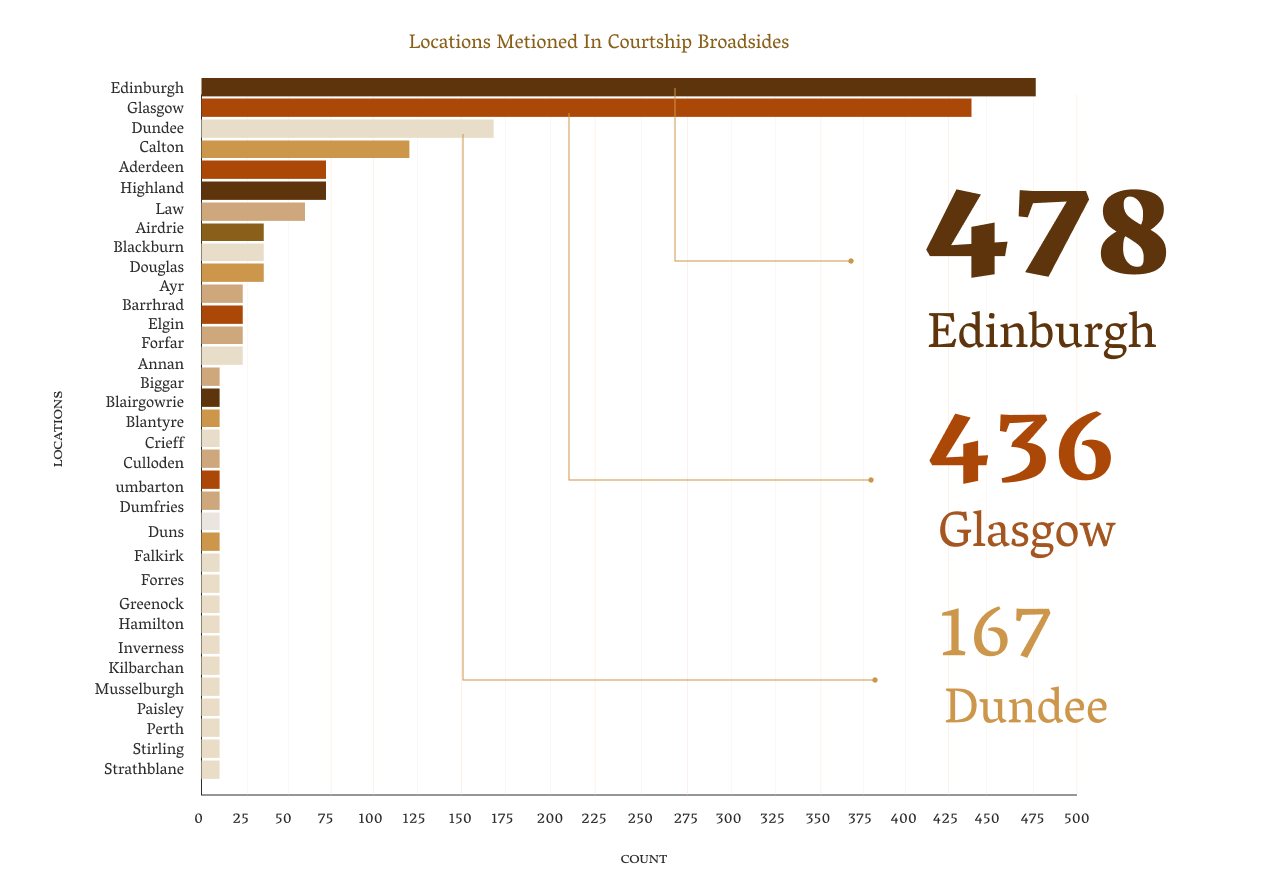 Locations Metioned In Courtship Broadsides
Edinburgh
Glasgow
Dundee
Calton
Aderdeen
Highland
Law
Airdrie
Blackburn
Douglas
Ayr
Barrhrad
Elgin
Forfar
Annan
Biggar
Blairgowrie
Blantyre
Crieff
Culloden
umbarton
Dumfries
Duns
Falkirk
Forres
Greenock
Hamilton
Inverness
Kilbarchan
Musselburgh
Paisley
Perth
Stirling
Strathblane
LOCATIONS
478
Edinburgh
436
Glasgow
167
Dundee
0 25 50 75 100 125 150 175 200 225 250 275 300 325 350 375 400 425 450 475 500
COUNT